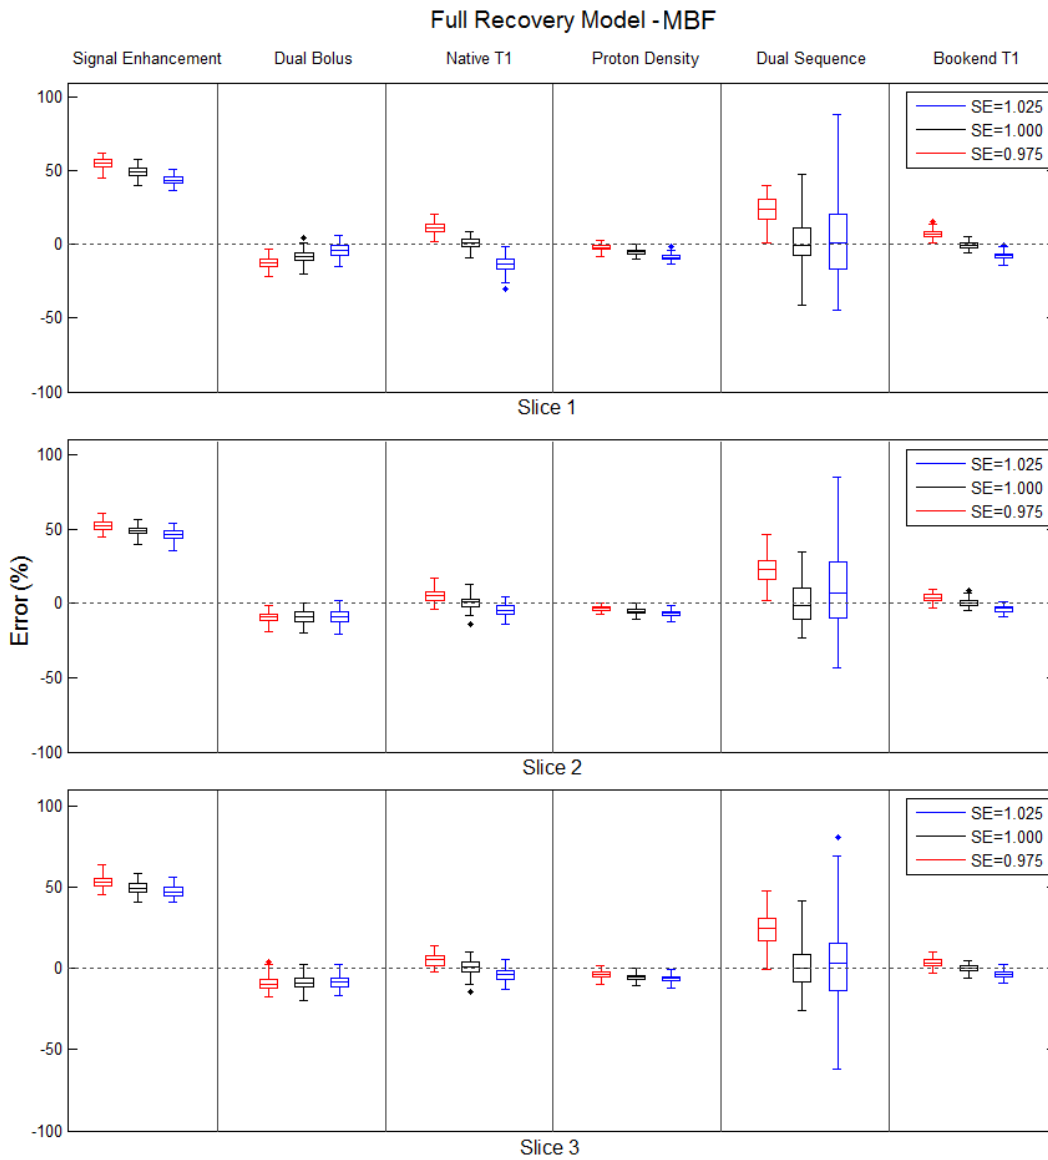 Full Recovery Model -MBF
Signal Enhancement Dual Bolus Native T1 Proton Density Dual Sequence Bookend T1
100
50
0
-50
-100
SE=1.025
SE=1.000
SE=0.975
Slice 1
Error (%)
100
50
0
-50
-100
SE=1.025
SE=1.000
SE=0.975
Slice 2
100
50
0
-50
-100
SE=1.025
SE=1.000
SE=0.975
Slice 3